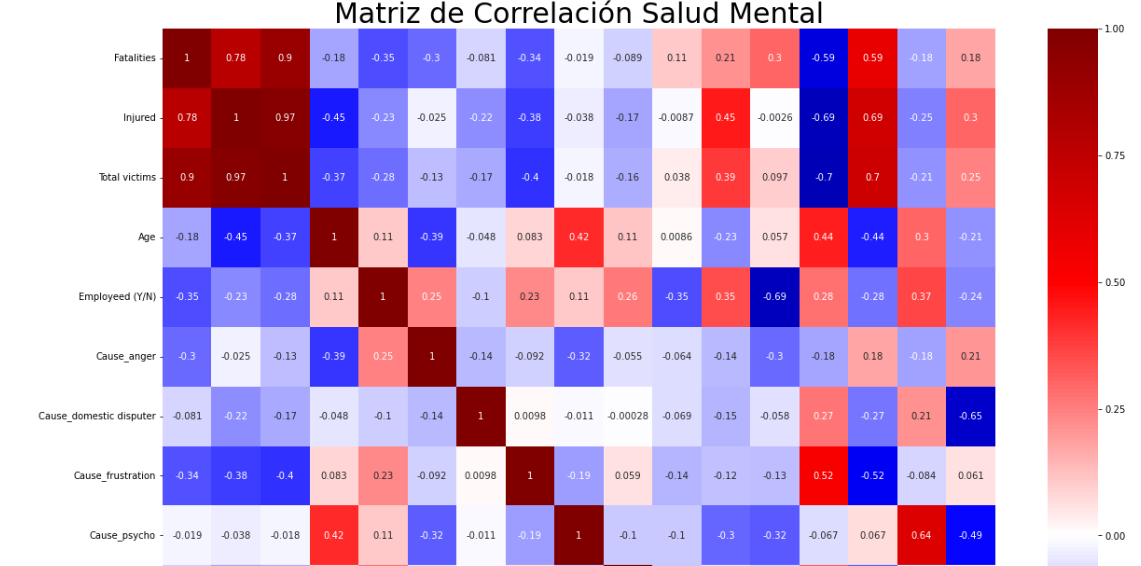 Matriz de Correlación Salud Mental
Fatalities 1 0.78 0.9 -0.18 -0.35 -0.3 -0.081 -0.34 -0.019 -0.089 0.11 0.21 0.3 -0.59 0.59 -0.18 0.18
Injured 0.78 1 0.97 -0.45 -0.23 -0.025 -0.22 -0.38 -0.038 -0.17 -0.0087 0.45 -0.0026 -0.69 0.69 -0.25 0.3
Total victims 0.9 0.97 1 -0.37 -0.28 -0.13 -0.17 -0.4 -0.018 -0.16 0.038 0.39 0.097 -0.7 0.7 -0.21 0.25
Age -0.18 -0.45 -0.37 1 0.11 -0.39 -0.048 0.083 0.42 0.11 0.0086 -0.23 0.057 0.44 -0.44 0.3 -0.21
Employeed (Y/N) -0.35 -0.23 -0.28 0.11 1 0.25 -0.1 0.23 0.11 0.26 -0.35 0.35 -0.69 0.28 -0.28 0.37 -0.24
Cause_anger -0.3 -0.025 -0.13 -0.39 0.25 1 -0.14 -0.092 -0.32 -0.055 -0.064 -0.14 -0.3 -0.18 0.18 -0.18 0.21
Cause_domestic disputer -0.081 -0.22 -0.17 -0.048 -0.1 -0.14 1 0.0098 -0.011 -0.00028 -0.069 -0.15 -0.058 0.27 -0.27 0.21 -0.65
Cause_frustration -0.34 -0.38 -0.4 0.083 0.23 -0.092 0.0098 1 -0.19 0.059 -0.14 -0.12 -0.13 0.52 -0.52 -0.084 0.061
Cause_psycho -0.019 -0.038 -0.018 0.42 0.11 -0.32 -0.011 -0.19 1 -0.1 -0.1 -0.3 -0.32 -0.067 0.067 0.64 -0.49
1.00
0.75
0.50
0.25
0.00